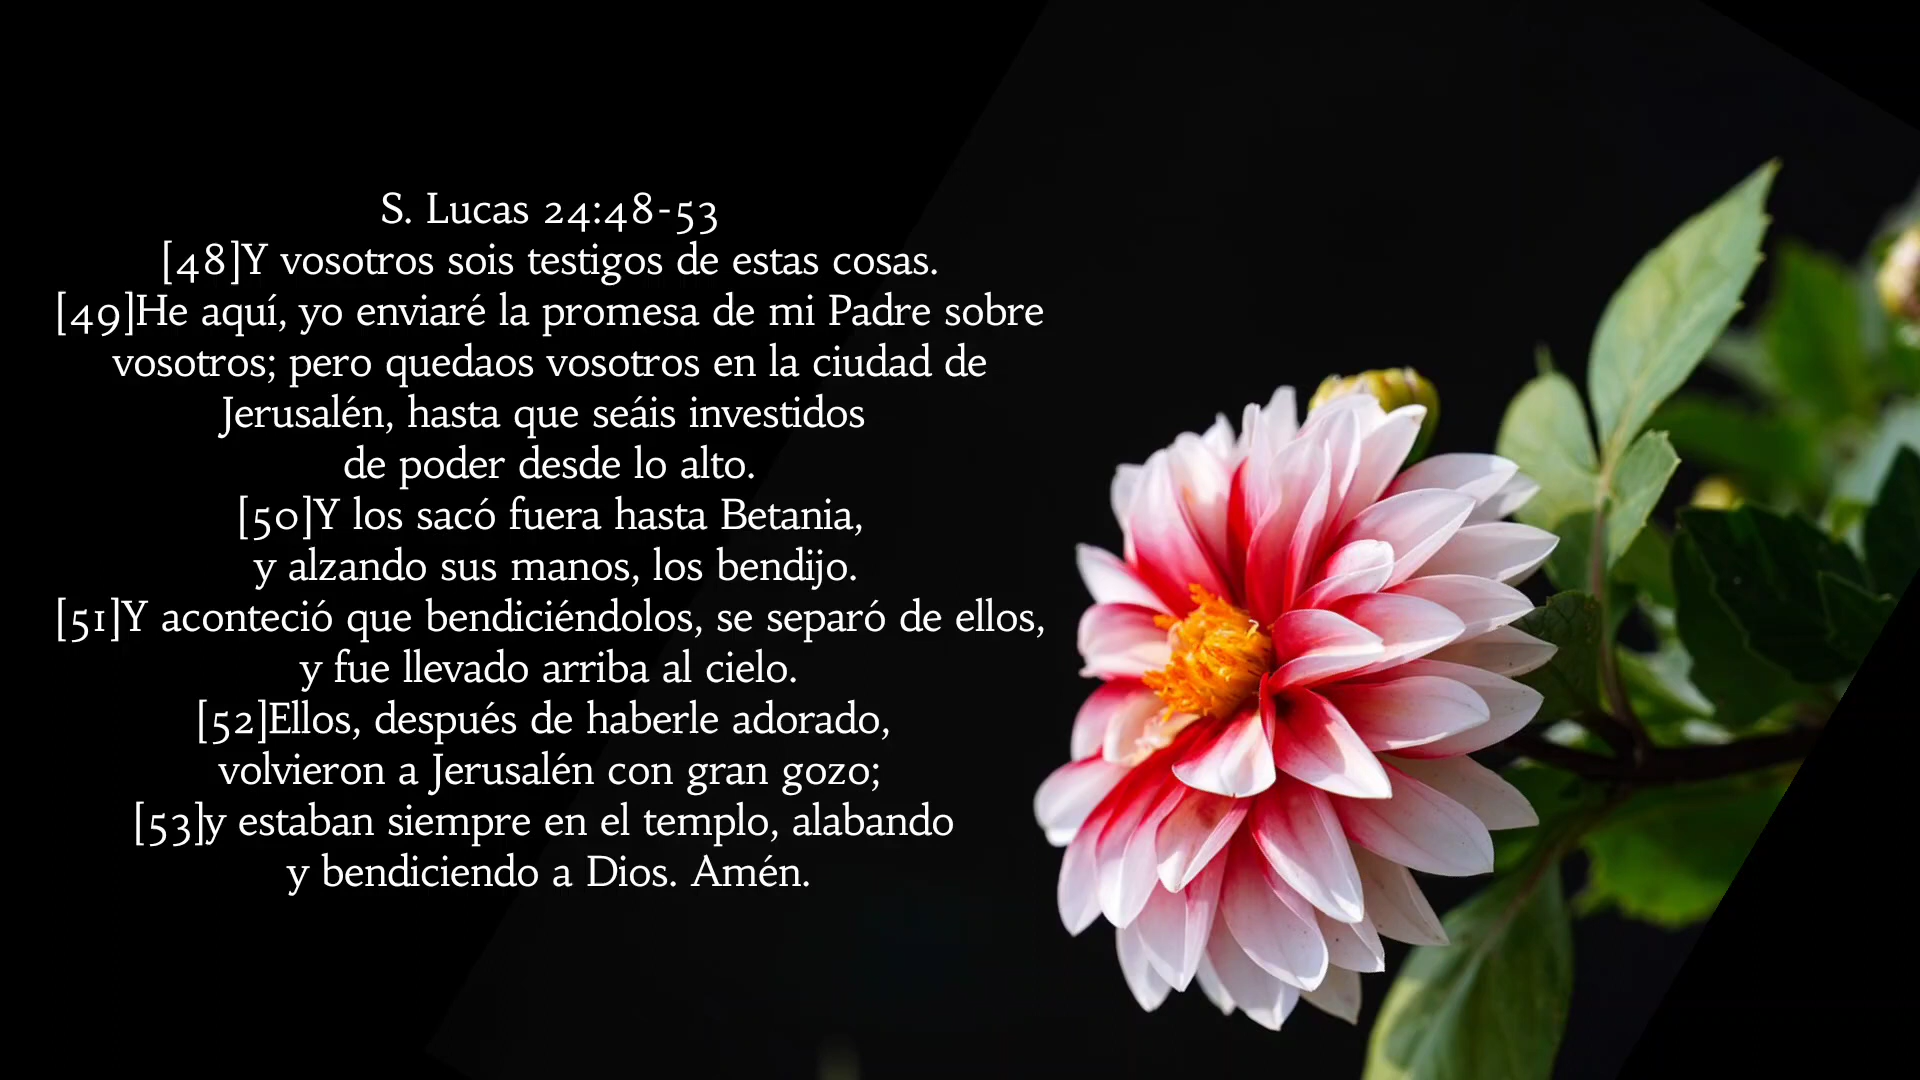 S. Lucas 24:48-53
[48]Y vosotros sois testigos de estas cosas.
[49]He aquí, yo enviaré la promesa de mi Padre sobre
vosotros; pero quedaos vosotros en la ciudad de
Jerusalén, hasta que seáis investidos
de poder desde lo alto.
[50]Y los sacó fuera hasta Betania,
y alzando sus manos, los bendijo.
[51]Y aconteció que bendiciéndolos, se separó de ellos,
y fue llevado arriba al cielo.
[52]Ellos, después de haberle adorado,
volvieron a Jerusalén con gran gozo;
[53]y estaban siempre en el templo, alabando
y bendiciendo a Dios. Amén.